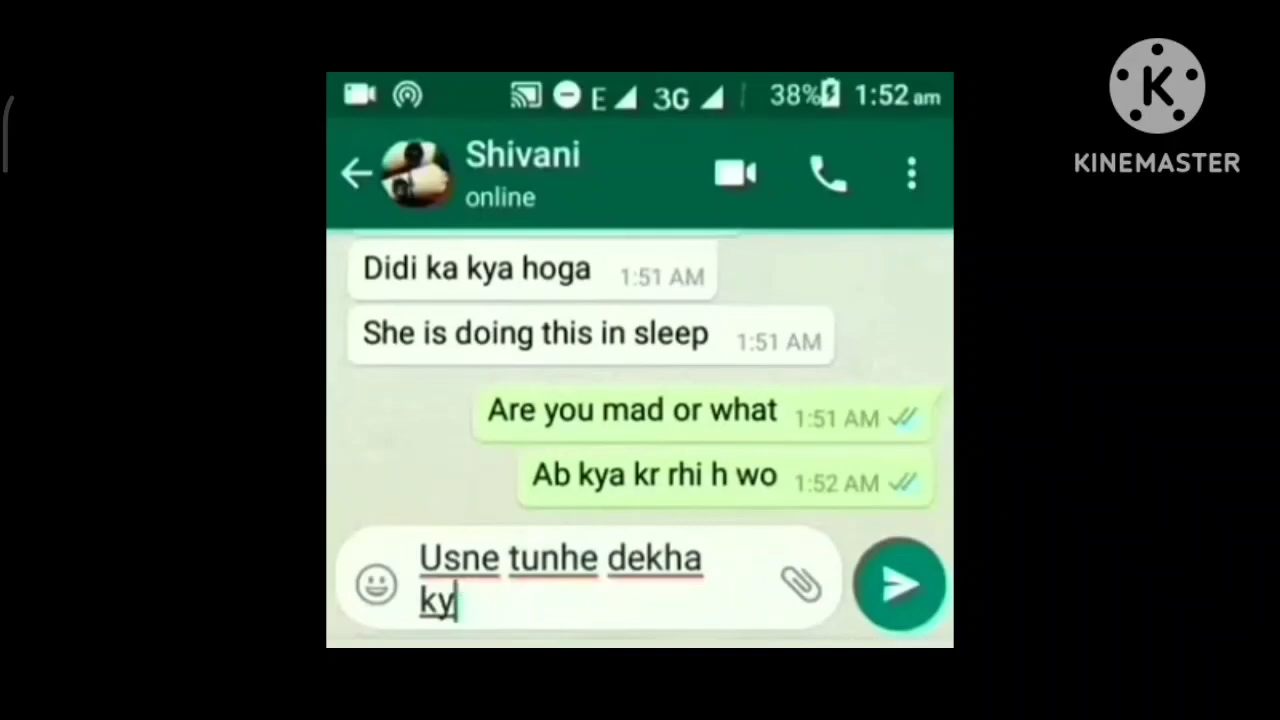 E 3G 38% 1:52 am
Shivani
online
Didi ka kya hoga 1:51 AM
She is doing this in sleep 1:51 AM
Are you mad or what 1:51 AM
Ab kya kr rhi h wo 1:52 AM
Usne tunhe dekha
ky
K
KINEMASTER